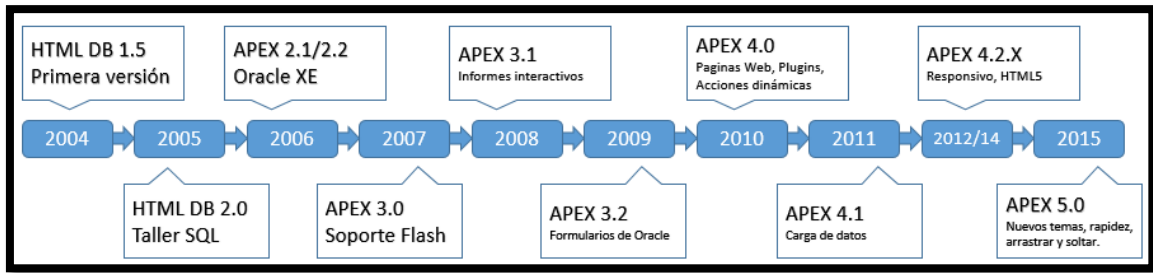 HTML DB 1.5
Primera versión
APEX 2.1/2.2
Oracle XE
APEX 3.1
Informes interactivos
APEX 4.0
Paginas Web, Plugins,
Acciones dinámicas
APEX 4.2.X
Responsivo, HTML5
2004
2005
2006
2007
2008
2009
2010
2011
2012/14
2015
HTML DB 2.0
Taller SQL
APEX 3.0
Soporte Flash
APEX 3.2
Formularios de Oracle
APEX 4.1
Carga de datos
APEX 5.0
Nuevos temas, rapidez,
arrastrar y soltar.